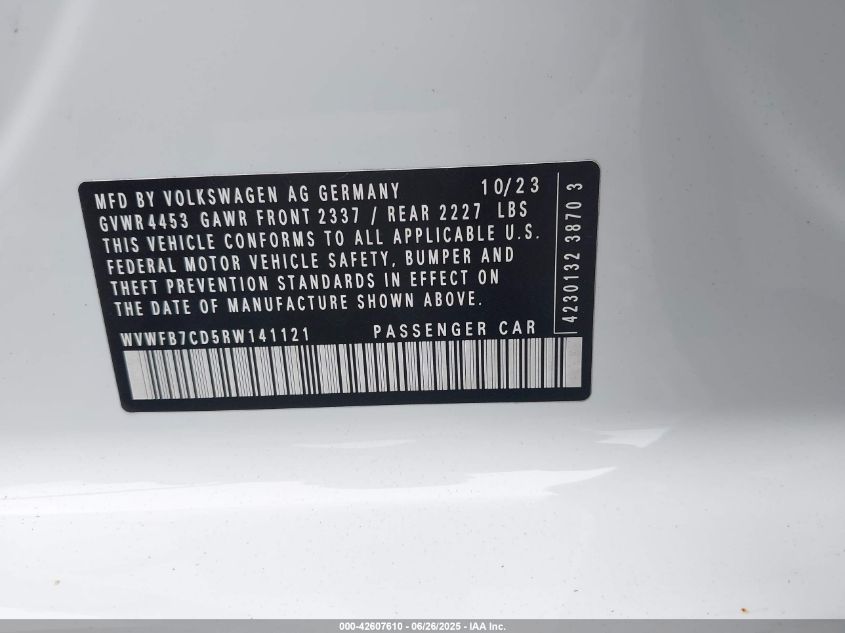 MFD BY VOLKSWAGEN AG GERMANY 10/23
GVWR 4453 GAWR FRONT 2337 / REAR 2227 LBS
THIS VEHICLE CONFORMS TO ALL APPLICABLE U.S.
FEDERAL MOTOR VEHICLE SAFETY, BUMPER AND
THEFT PREVENTION STANDARDS IN EFFECT ON
THE DATE OF MANUFACTURE SHOWN ABOVE.
WVWFB7CD5RW141121 PASSENGER CAR
4230132 3870 3
000-42607610 - 06/26/2025 - IAA Inc.